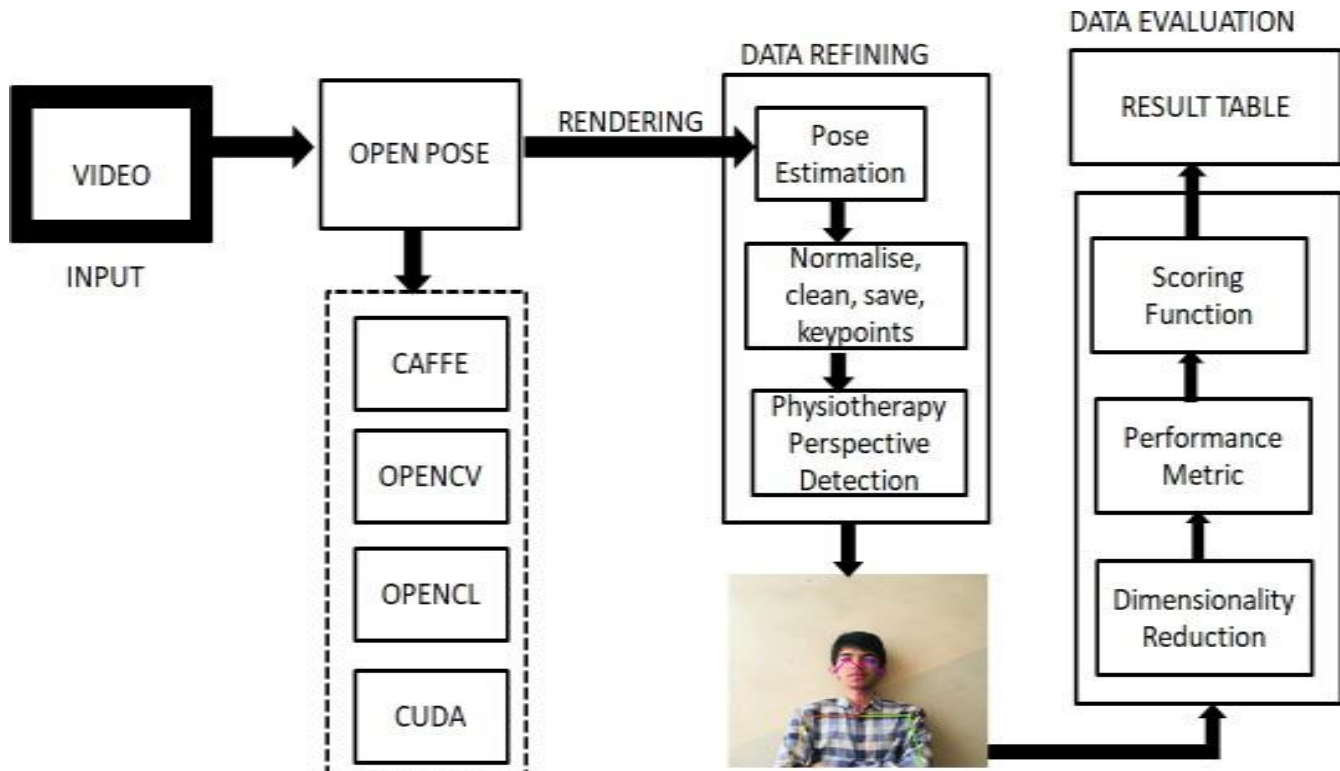 VIDEO
INPUT
OPEN POSE
CAFFE
OPENCV
OPENCL
CUDA
RENDERING
DATA REFINING
Pose
Estimation
Normalise,
clean, save,
keypoints
Physiotherapy
Perspective
Detection
DATA EVALUATION
RESULT TABLE
Scoring
Function
Performance
Metric
Dimensionality
Reduction